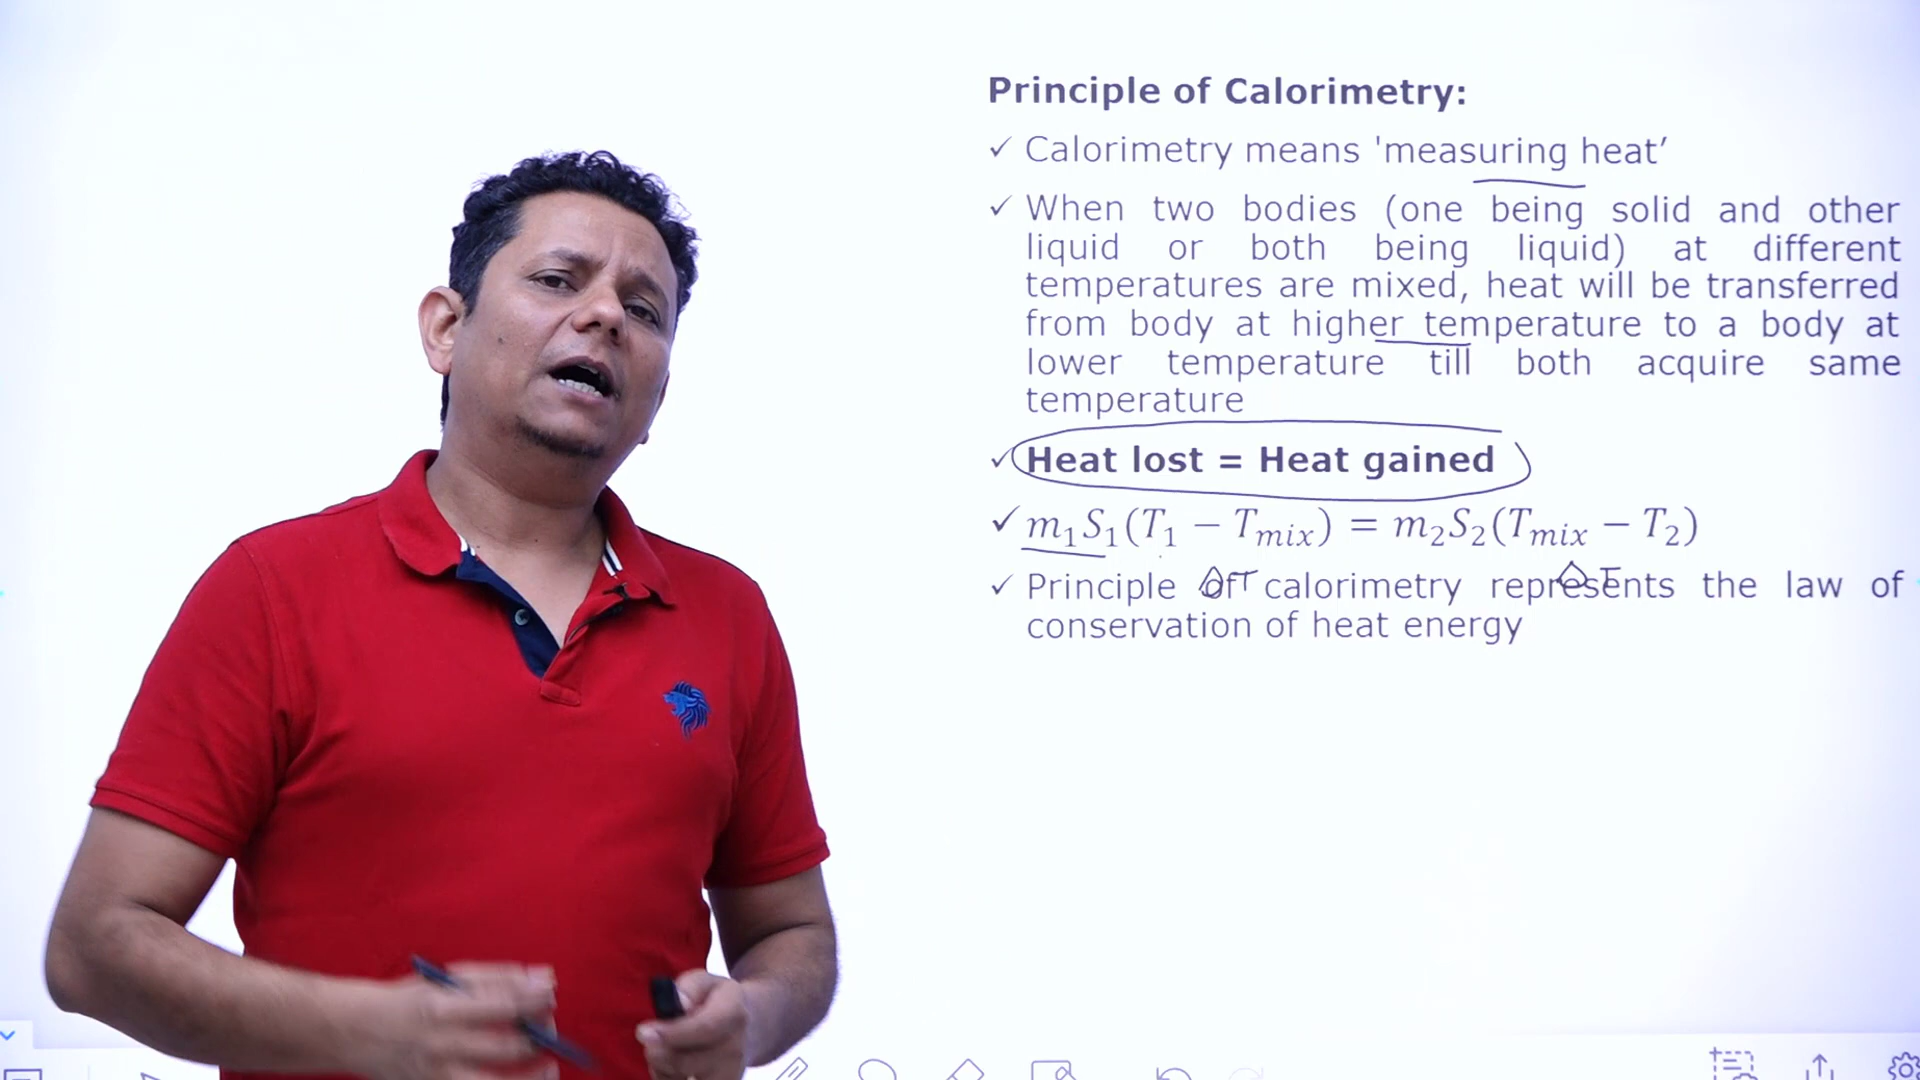 Principle of Calorimetry:
✓ Calorimetry means 'measuring heat’
✓ When two bodies (one being solid and other
liquid or both being liquid) at different
temperatures are mixed, heat will be transferred
from body at higher temperature to a body at
lower temperature till both acquire same
temperature
✓ Heat lost = Heat gained
✓ m₁S₁(T₁ − Tₘᵢₓ) = m₂S₂(Tₘᵢₓ − T₂)
ΔT ΔT
✓ Principle of calorimetry represents the law of
conservation of heat energy